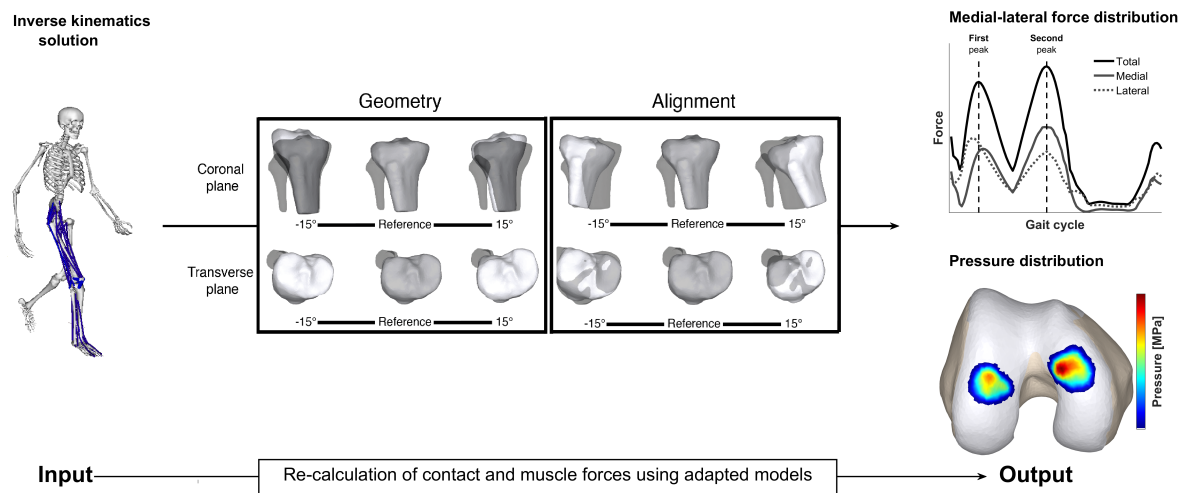 Inverse kinematics
solution
Geometry
Alignment
Coronal
plane
-15° Reference 15°
-15° Reference 15°
Transverse
plane
-15° Reference 15°
-15° Reference 15°
Medial-lateral force distribution
First
peak
Second
peak
Total
Medial
Lateral
Force
Gait cycle
Pressure distribution
Pressure [MPa]
Input
Re-calculation of contact and muscle forces using adapted models
Output